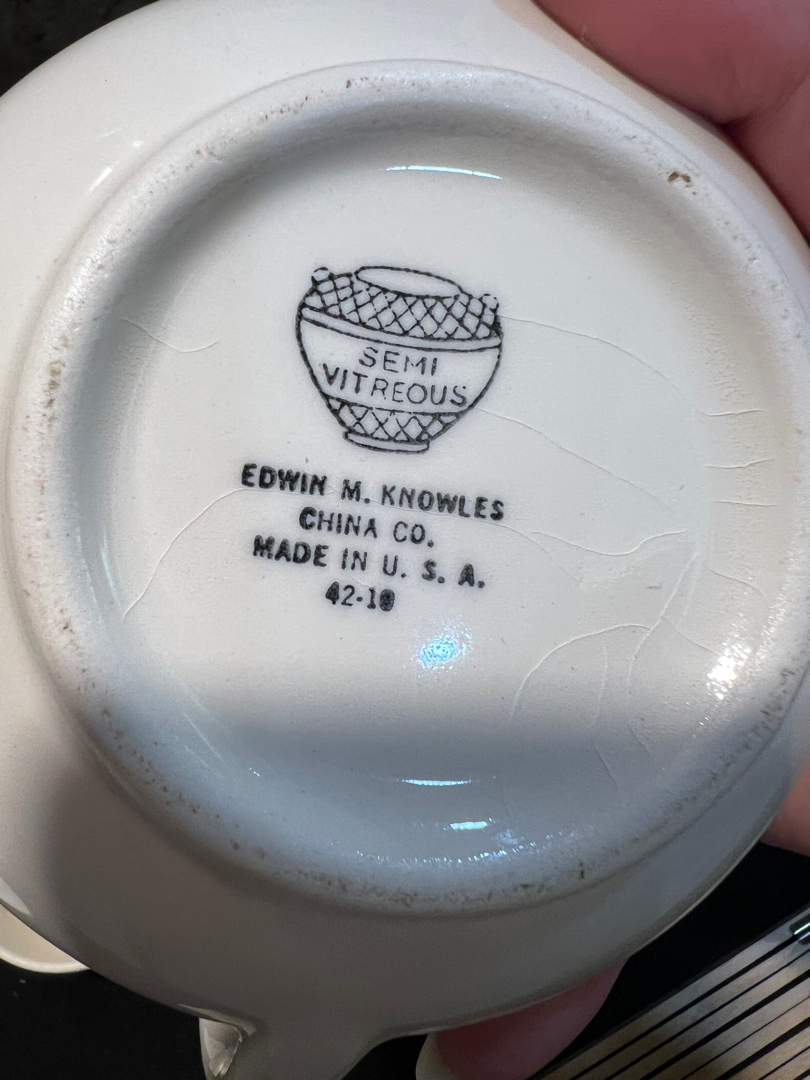 SEMI
VITREOUS
EDWIN M. KNOWLES
CHINA CO.
MADE IN U. S. A.
42-10